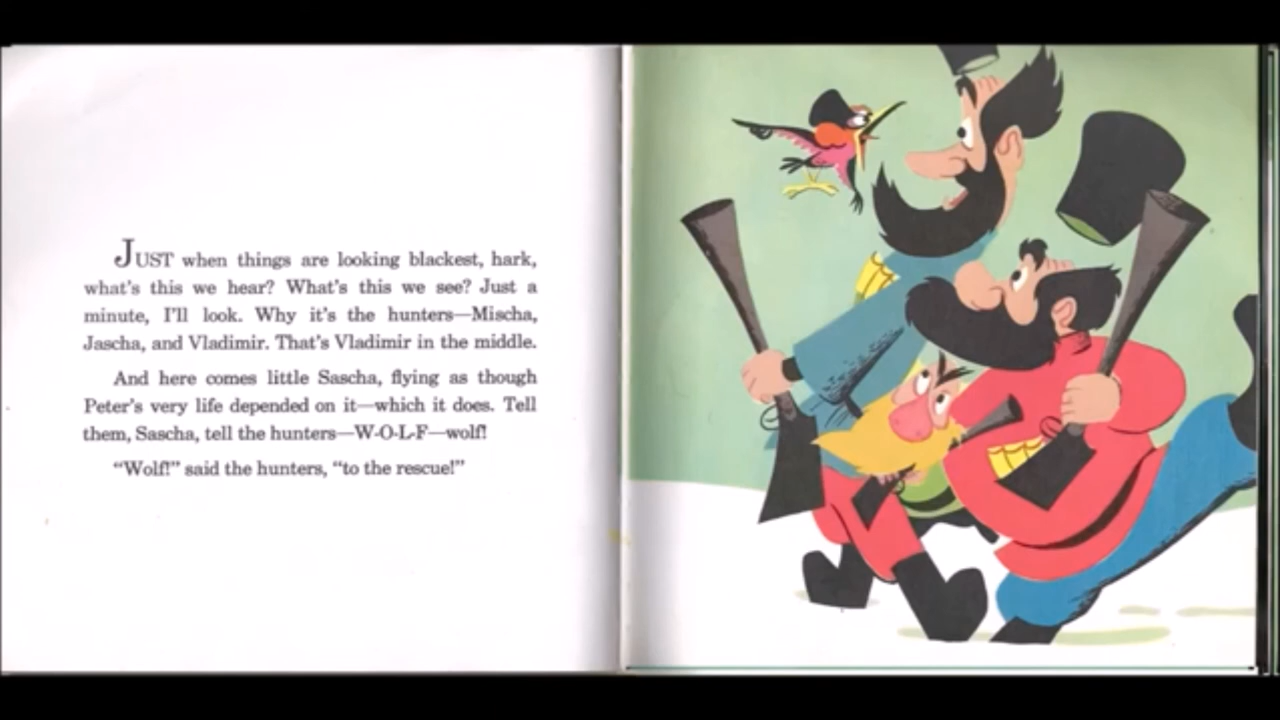 JUST when things are looking blackest, hark,
what's this we hear? What's this we see? Just a
minute, I'll look. Why it's the hunters—Mischa,
Jascha, and Vladimir. That's Vladimir in the middle.
And here comes little Sascha, flying as though
Peter's very life depended on it—which it does. Tell
them, Sascha, tell the hunters—W-O-L-F—wolf!
“Wolf!” said the hunters, “to the rescue!”